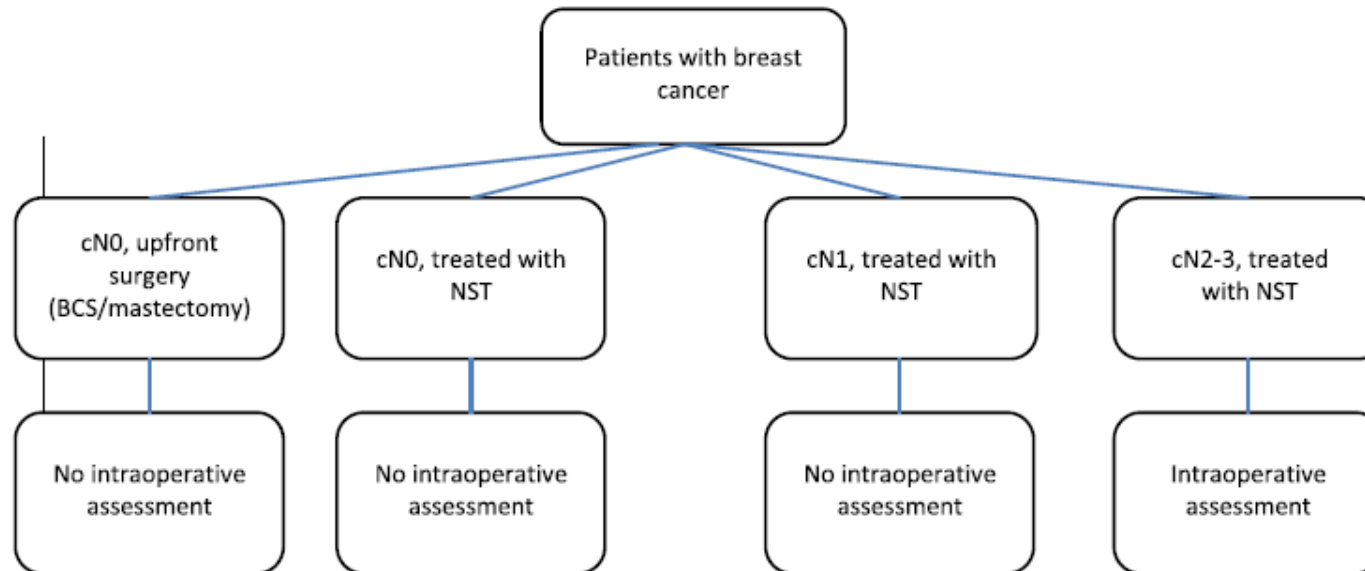 Patients with breast
cancer
cN0, upfront
surgery
(BCS/mastectomy)
cN0, treated with
NST
cN1, treated with
NST
cN2-3, treated
with NST
No intraoperative
assessment
No intraoperative
assessment
No intraoperative
assessment
Intraoperative
assessment